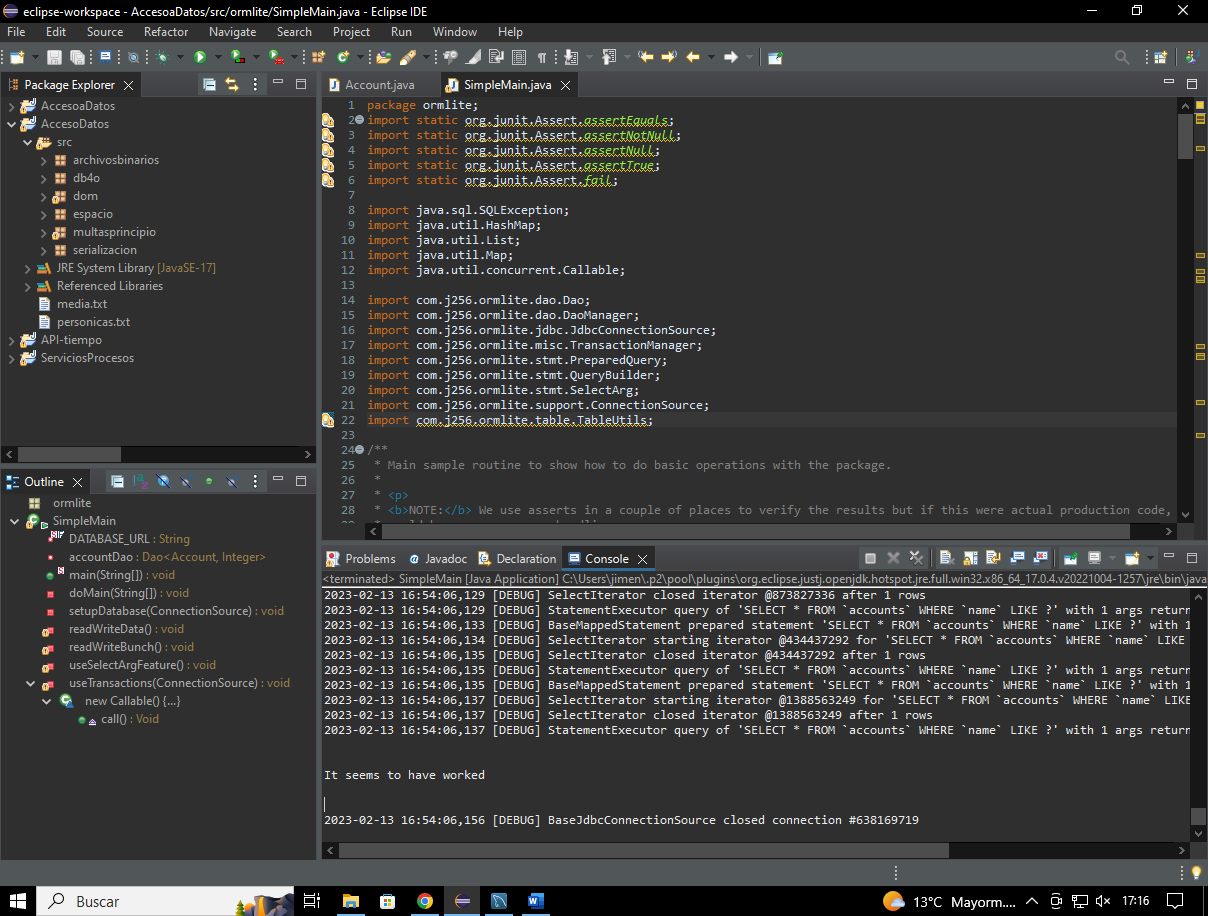 eclipse-workspace - AccesoaDatos/src/ormlite/SimpleMain.java - Eclipse IDE
File Edit Source Refactor Navigate Search Project Run Window Help
Package Explorer
AccesoaDatos
AccesoDatos
src
archivosbinarios
db4o
dom
espacio
multasprincipio
serializacion
JRE System Library [JavaSE-17]
Referenced Libraries
media.txt
personicas.txt
API-tiempo
ServiciosProcesos
Outline
ormlite
SimpleMain
DATABASE_URL : String
accountDao : Dao<Account, Integer>
main(String[]) : void
doMain(String[]) : void
setupDatabase(ConnectionSource) : void
readWriteData() : void
readWriteBunch() : void
useSelectArgFeature() : void
useTransactions(ConnectionSource) : void
new Callable() {...}
call() : Void
Account.java SimpleMain.java
1 package ormlite;
2 import static org.junit.Assert.assertEquals;
3 import static org.junit.Assert.assertNotNull;
4 import static org.junit.Assert.assertNull;
5 import static org.junit.Assert.assertTrue;
6 import static org.junit.Assert.fail;
7
8 import java.sql.SQLException;
9 import java.util.HashMap;
10 import java.util.List;
11 import java.util.Map;
12 import java.util.concurrent.Callable;
13
14 import com.j256.ormlite.dao.Dao;
15 import com.j256.ormlite.dao.DaoManager;
16 import com.j256.ormlite.jdbc.JdbcConnectionSource;
17 import com.j256.ormlite.misc.TransactionManager;
18 import com.j256.ormlite.stmt.PreparedQuery;
19 import com.j256.ormlite.stmt.QueryBuilder;
20 import com.j256.ormlite.stmt.SelectArg;
21 import com.j256.ormlite.support.ConnectionSource;
22 import com.j256.ormlite.table.TableUtils;
23
24 /**
25 * Main sample routine to show how to do basic operations with the package.
26 *
27 * <p>
28 * <b>NOTE:</b> We use asserts in a couple of places to verify the results but if this were actual production code,
Problems Javadoc Declaration Console
<terminated> SimpleMain [Java Application] C:\Users\jimen\.p2\pool\plugins\org.eclipse.justj.openjdk.hotspot.jre.full.win32.x86_64_17.0.4.v20221004-1257\jre\bin\java
2023-02-13 16:54:06,129 [DEBUG] SelectIterator closed iterator @873827336 after 1 rows
2023-02-13 16:54:06,129 [DEBUG] StatementExecutor query of 'SELECT * FROM `accounts` WHERE `name` LIKE ?' with 1 args return
2023-02-13 16:54:06,133 [DEBUG] BaseMappedStatement prepared statement 'SELECT * FROM `accounts` WHERE `name` LIKE ?' with 1
2023-02-13 16:54:06,134 [DEBUG] SelectIterator starting iterator @434437292 for 'SELECT * FROM `accounts` WHERE `name` LIKE
2023-02-13 16:54:06,135 [DEBUG] SelectIterator closed iterator @434437292 after 1 rows
2023-02-13 16:54:06,135 [DEBUG] StatementExecutor query of 'SELECT * FROM `accounts` WHERE `name` LIKE ?' with 1 args return
2023-02-13 16:54:06,135 [DEBUG] BaseMappedStatement prepared statement 'SELECT * FROM `accounts` WHERE `name` LIKE ?' with 1
2023-02-13 16:54:06,137 [DEBUG] SelectIterator starting iterator @1388563249 for 'SELECT * FROM `accounts` WHERE `name` LIKE
2023-02-13 16:54:06,137 [DEBUG] SelectIterator closed iterator @1388563249 after 1 rows
2023-02-13 16:54:06,137 [DEBUG] StatementExecutor query of 'SELECT * FROM `accounts` WHERE `name` LIKE ?' with 1 args return
It seems to have worked
2023-02-13 16:54:06,156 [DEBUG] BaseJdbcConnectionSource closed connection #638169719
Buscar
13°C Mayorm.... 17:16